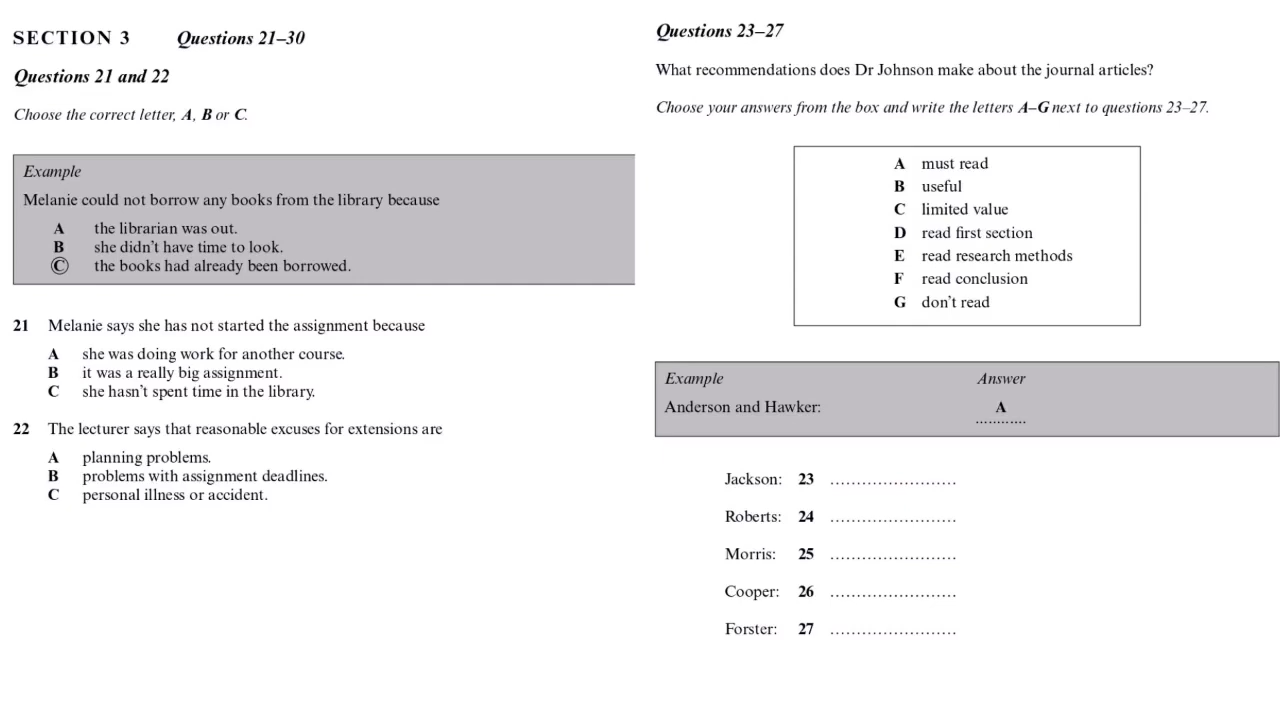 SECTION 3 Questions 21–30
Questions 21 and 22
Choose the correct letter, A, B or C.
Example
Melanie could not borrow any books from the library because
A the librarian was out.
B she didn't have time to look.
C the books had already been borrowed.
21 Melanie says she has not started the assignment because
A she was doing work for another course.
B it was a really big assignment.
C she hasn't spent time in the library.
22 The lecturer says that reasonable excuses for extensions are
A planning problems.
B problems with assignment deadlines.
C personal illness or accident.
Questions 23–27
What recommendations does Dr Johnson make about the journal articles?
Choose your answers from the box and write the letters A–G next to questions 23–27.
A must read
B useful
C limited value
D read first section
E read research methods
F read conclusion
G don't read
Example Answer
Anderson and Hawker: A
............
Jackson: 23 ........................
Roberts: 24 ........................
Morris: 25 ........................
Cooper: 26 ........................
Forster: 27 ........................